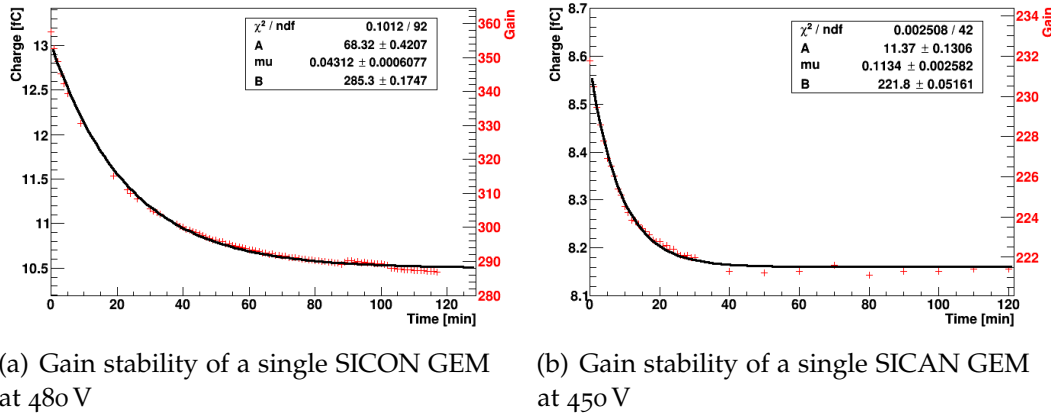 χ² / ndf 0.1012 / 92
A 68.32 ± 0.4207
mu 0.04312 ± 0.0006077
B 285.3 ± 0.1747
Charge [fC]
13
12.5
12
11.5
11
10.5
Gain
360
350
340
330
320
310
300
290
280
0 20 40 60 80 100 120
Time [min]
χ² / ndf 0.002508 / 42
A 11.37 ± 0.1306
mu 0.1134 ± 0.002582
B 221.8 ± 0.05161
Charge [fC]
8.7
8.6
8.5
8.4
8.3
8.2
8.1
Gain
234
232
230
228
226
224
222
0 20 40 60 80 100 120
Time [min]
(a) Gain stability of a single SICON GEM
at 480 V
(b) Gain stability of a single SICAN GEM
at 450 V